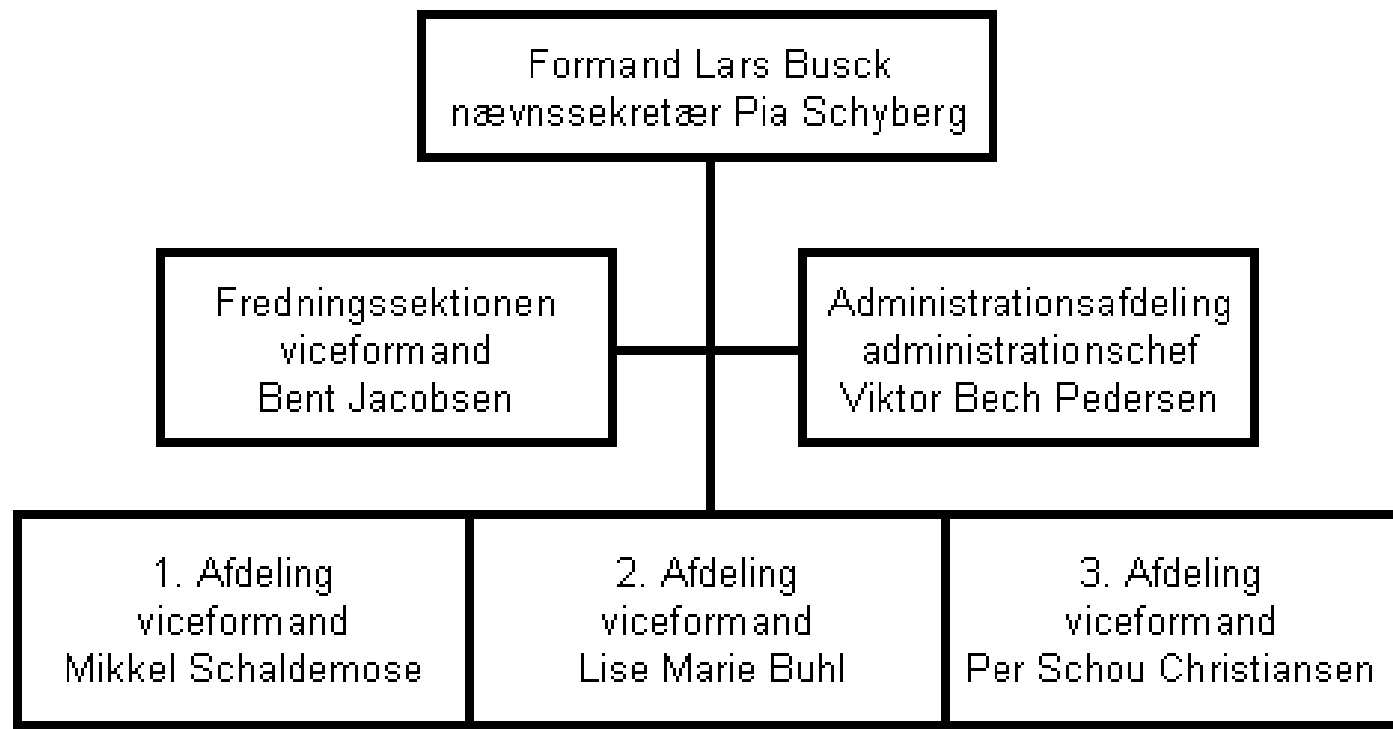 Formand Lars Busck
nævnssekretær Pia Schyberg
Fredningssektionen
viceformand
Bent Jacobsen
Administrationsafdeling
administrationschef
Viktor Bech Pedersen
1. Afdeling
viceformand
Mikkel Schaldemose
2. Afdeling
viceformand
Lise Marie Buhl
3. Afdeling
viceformand
Per Schou Christiansen